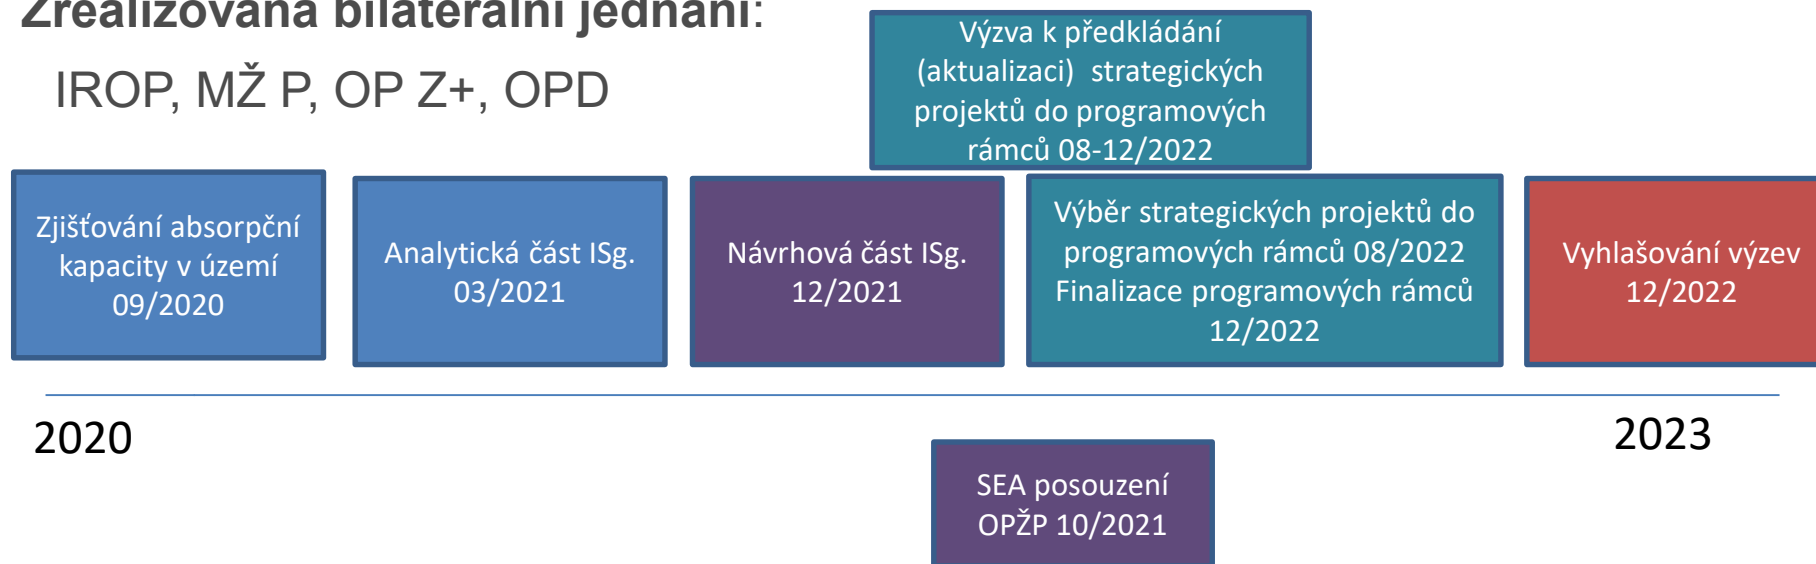 Zrealizovaná bilaterální jednání:
IROP, MŽ P, OP Z+, OPD
Výzva k předkládání
(aktualizaci) strategických
projektů do programových
rámců 08-12/2022
Zjišťování absorpční
kapacity v území
09/2020
Analytická část ISg.
03/2021
Návrhová část ISg.
12/2021
Výběr strategických projektů do
programových rámců 08/2022
Finalizace programových rámců
12/2022
Vyhlašování výzev
12/2022
2020
2023
SEA posouzení
OPŽP 10/2021